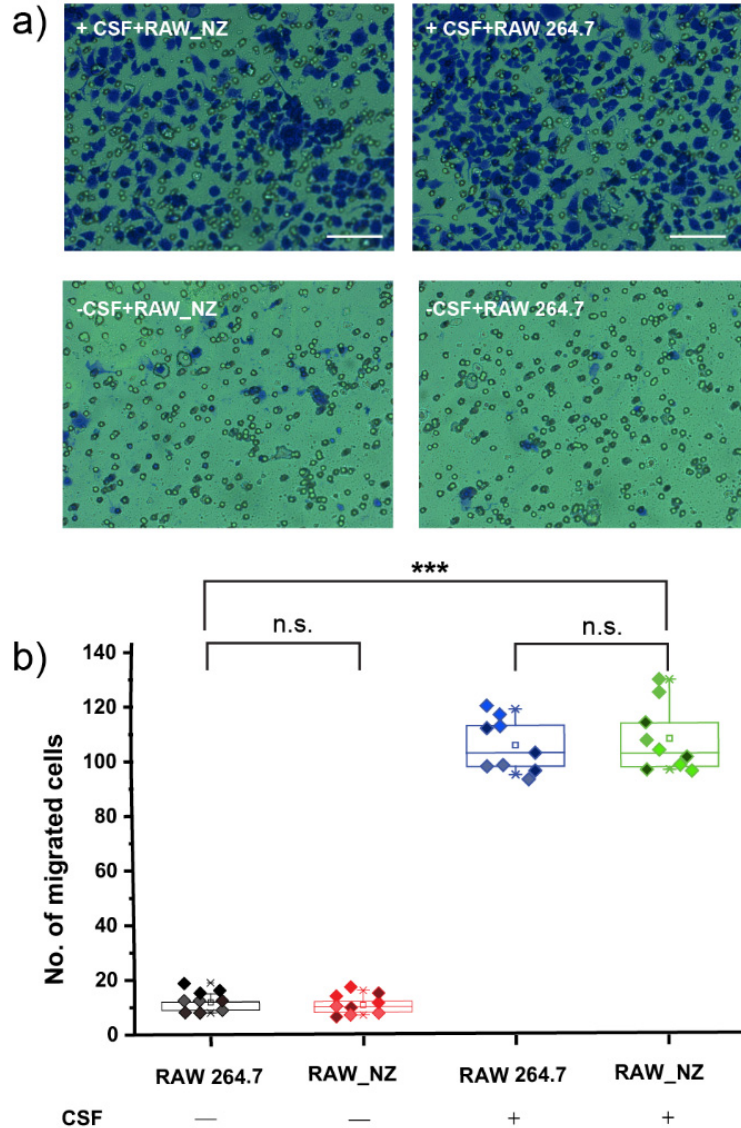 a)
+ CSF+RAW_NZ
+ CSF+RAW 264.7
-CSF+RAW_NZ
-CSF+RAW 264.7
b)
***
n.s.
n.s.
No. of migrated cells
140
120
100
80
60
40
20
0
RAW 264.7
RAW_NZ
RAW 264.7
RAW_NZ
CSF
—
—
+
+